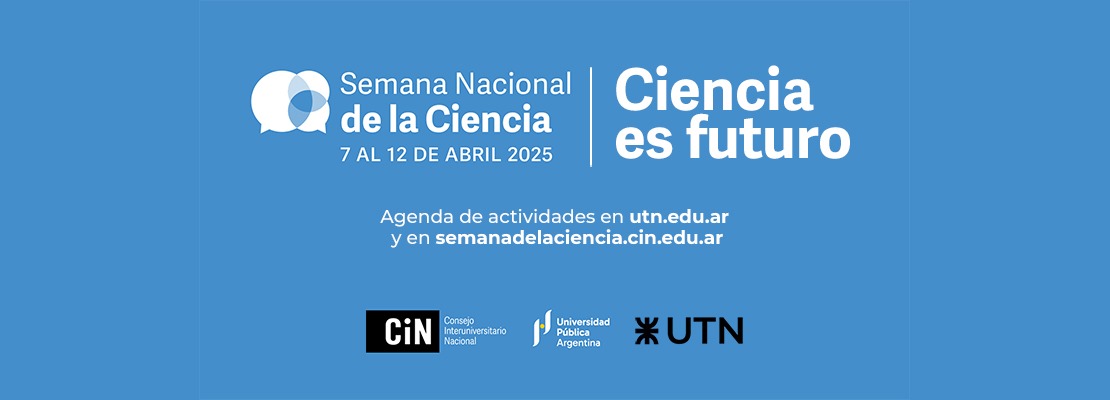 Semana Nacional
de la Ciencia
7 AL 12 DE ABRIL 2025
Ciencia
es futuro
Agenda de actividades en utn.edu.ar
y en semanadelaciencia.cin.edu.ar
CiN
Consejo
Interuniversitario
Nacional
Universidad
Pública
Argentina
UTN